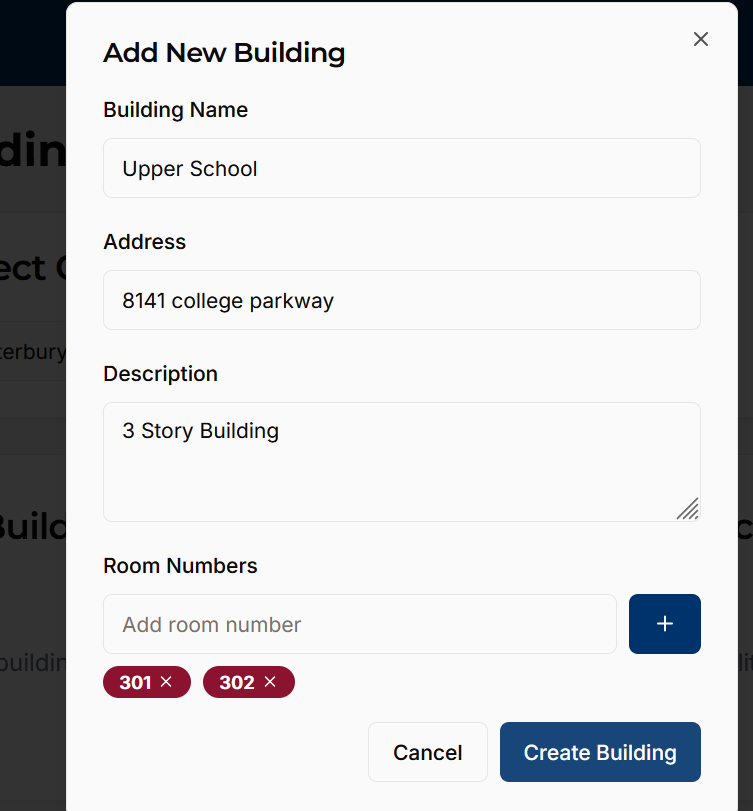 Add New Building
Building Name
Upper School
Address
8141 college parkway
Description
3 Story Building
Room Numbers
Add room number
301
302
Cancel
Create Building
din
ect
terbury
Build
buildin